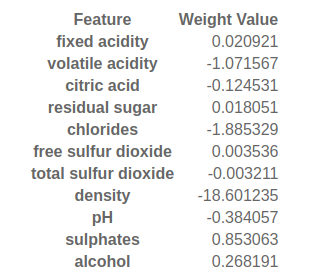 Feature Weight Value
fixed acidity 0.020921
volatile acidity -1.071567
citric acid -0.124531
residual sugar 0.018051
chlorides -1.885329
free sulfur dioxide 0.003536
total sulfur dioxide -0.003211
density -18.601235
pH -0.384057
sulphates 0.853063
alcohol 0.268191